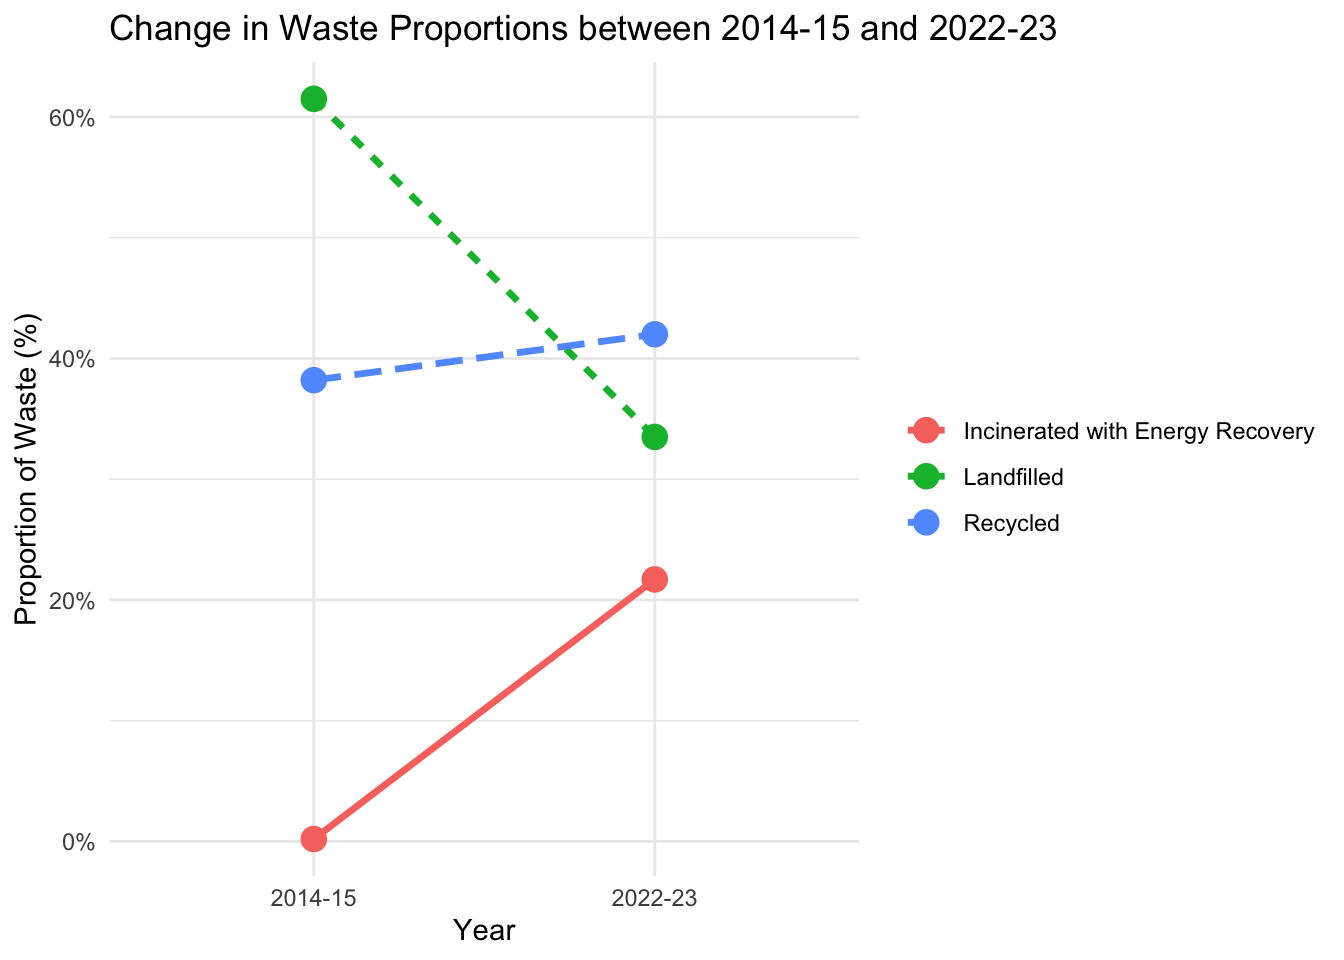 Change in Waste Proportions between 2014-15 and 2022-23
60%
40%
20%
0%
Proportion of Waste (%)
2014-15
2022-23
Year
Incinerated with Energy Recovery
Landfilled
Recycled